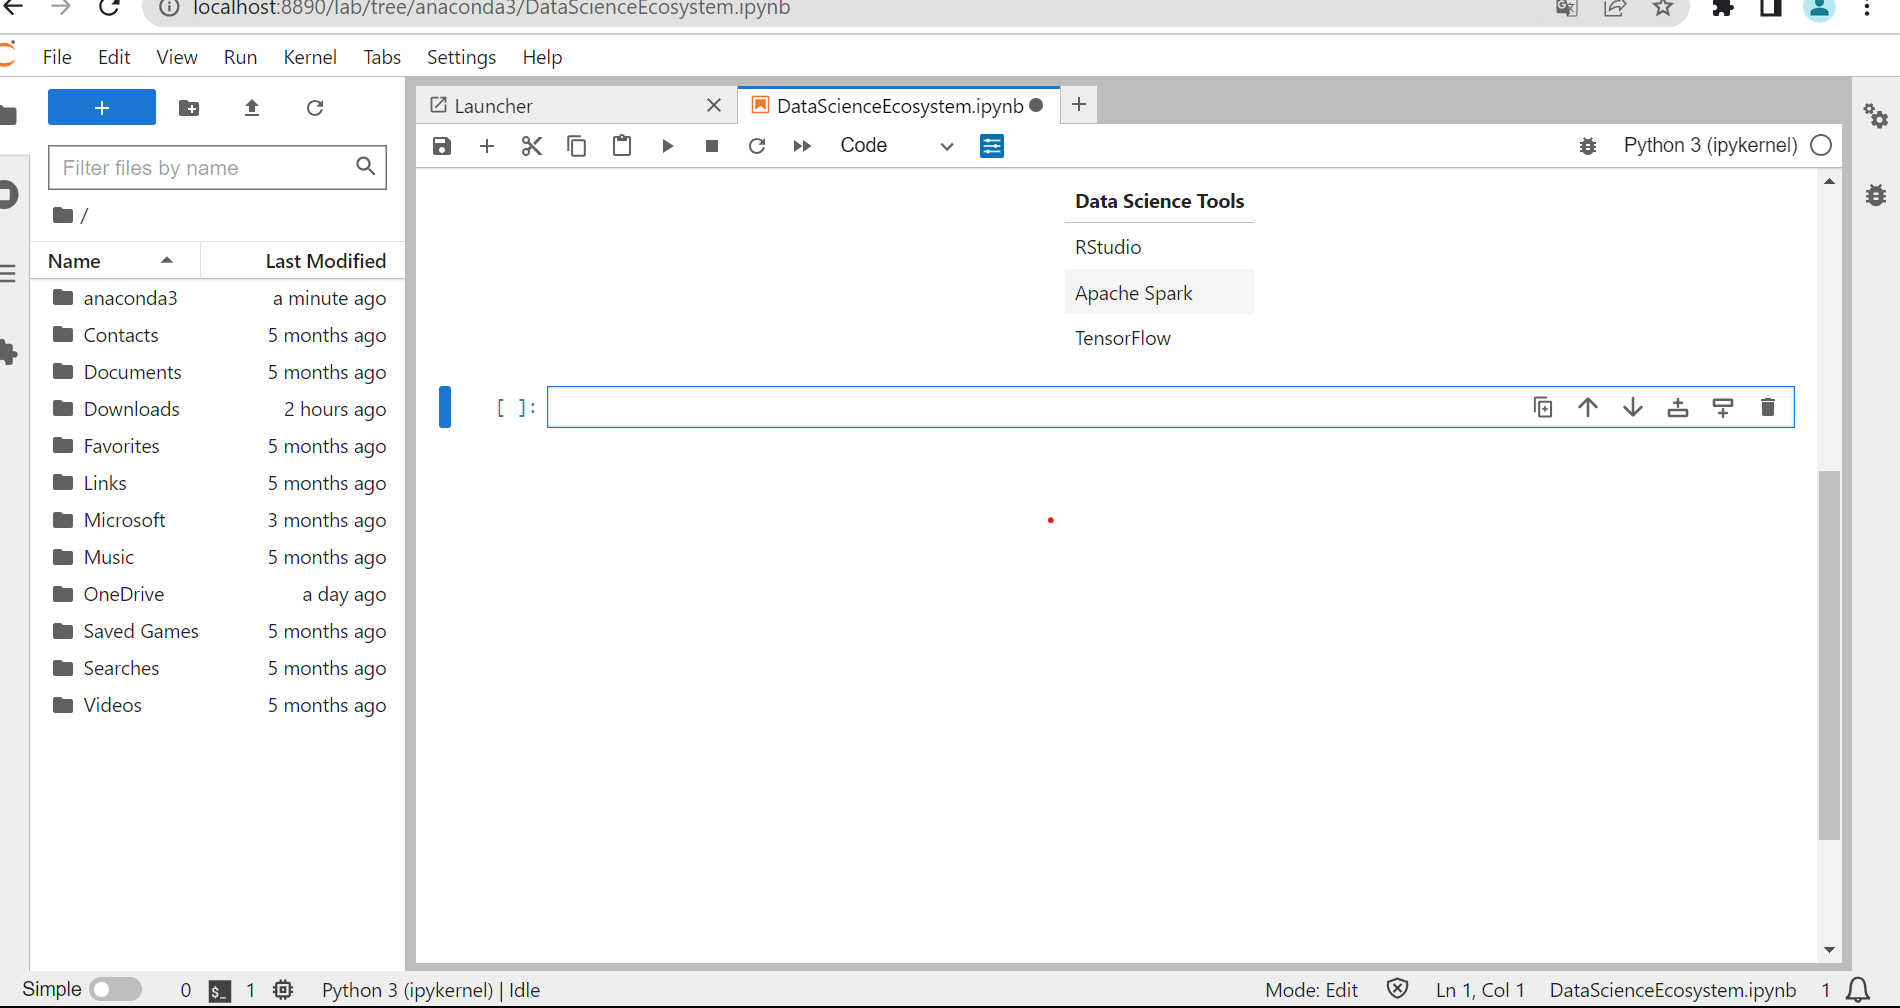 localhost:8890/lab/tree/anaconda3/DataScienceEcosystem.ipynb
File Edit View Run Kernel Tabs Settings Help
Launcher
DataScienceEcosystem.ipynb
Code
Python 3 (ipykernel)
Filter files by name
/
Name Last Modified
anaconda3 a minute ago
Contacts 5 months ago
Documents 5 months ago
Downloads 2 hours ago
Favorites 5 months ago
Links 5 months ago
Microsoft 3 months ago
Music 5 months ago
OneDrive a day ago
Saved Games 5 months ago
Searches 5 months ago
Videos 5 months ago
Data Science Tools
RStudio
Apache Spark
TensorFlow
[ ]:
Simple 0 $_ 1 Python 3 (ipykernel) | Idle Mode: Edit Ln 1, Col 1 DataScienceEcosystem.ipynb 1